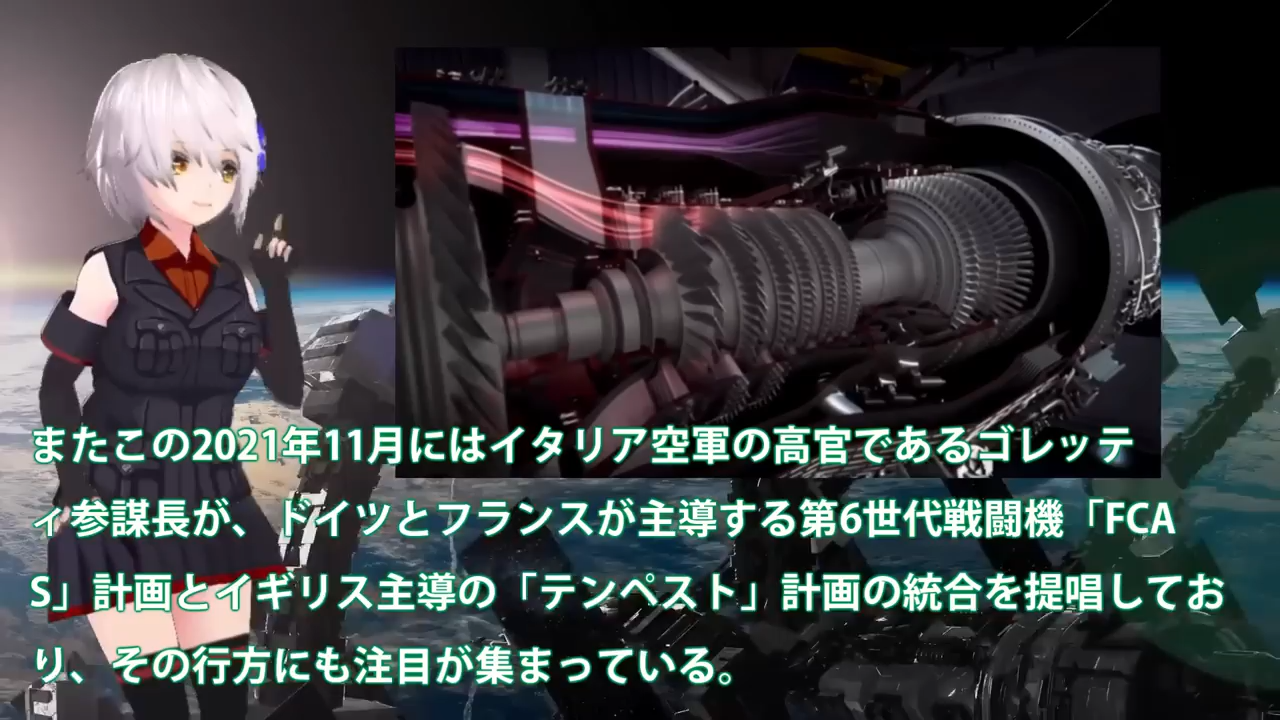 またこの2021年11月にはイタリア空軍の高官であるゴレッテ
ィ参謀長が、ドイツとフランスが主導する第6世代戦闘機「FCA
S」計画とイギリス主導の「テンペスト」計画の統合を提唱してお
り、その行方にも注目が集まっている。